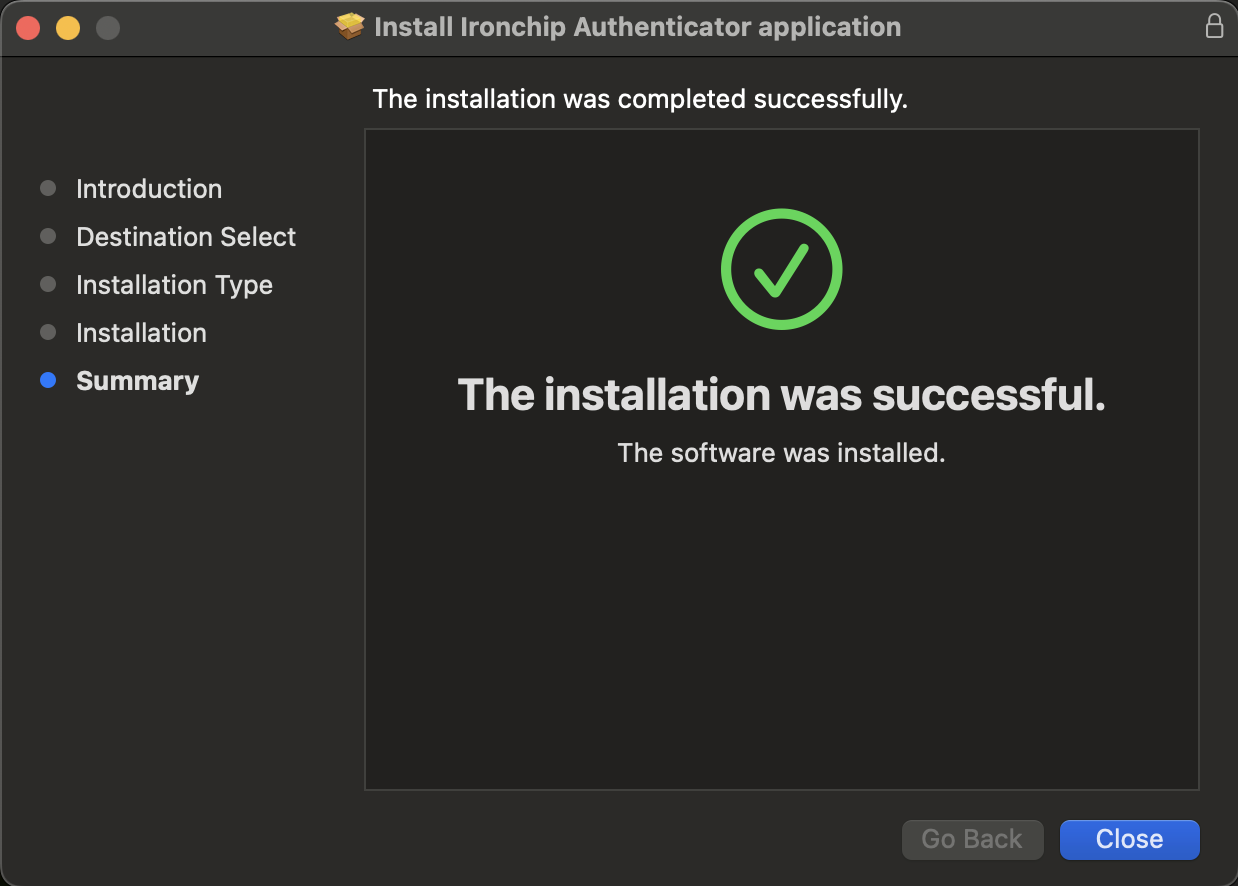 Install Ironchip Authenticator application
The installation was completed successfully.
Introduction
Destination Select
Installation Type
Installation
Summary
The installation was successful.
The software was installed.
Go Back
Close